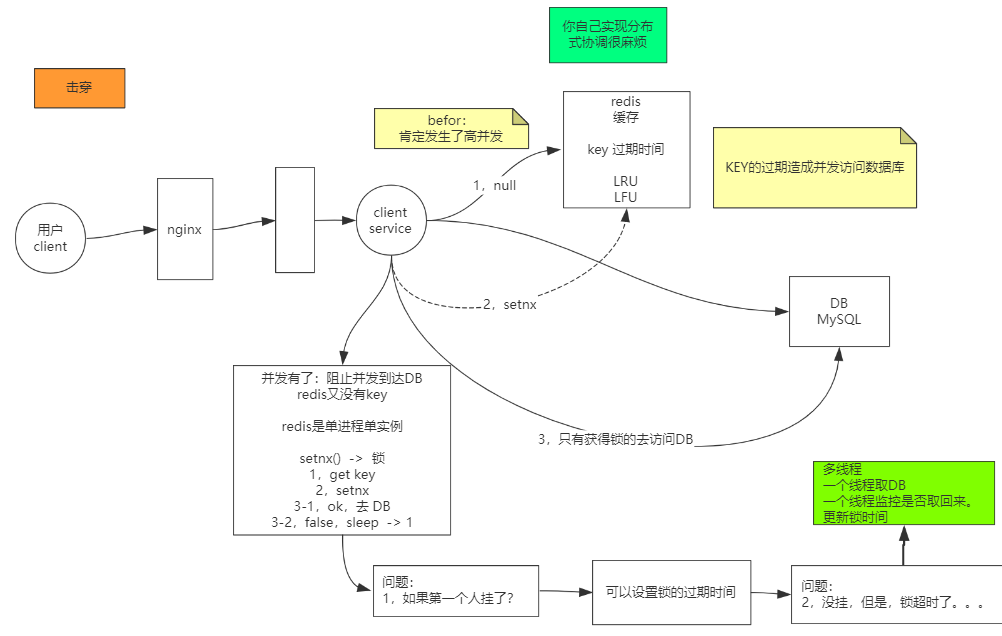 你自己实现分布
式协调很麻烦
击穿
befor：
肯定发生了高并发
redis
缓存
key 过期时间
LRU
LFU
KEY的过期造成并发访问数据库
1，null
用户
client
nginx
client
service
2，setnx
DB
MySQL
并发有了：阻止并发到达DB
redis又没有key
redis是单进程单实例
setnx() -> 锁
1，get key
2，setnx
3-1，ok，去 DB
3-2，false，sleep -> 1
3，只有获得锁的去访问DB
多线程
一个线程取DB
一个线程监控是否取回来。
更新锁时间
问题：
1，如果第一个人挂了？
可以设置锁的过期时间
问题：
2，没挂，但是，锁超时了。。。